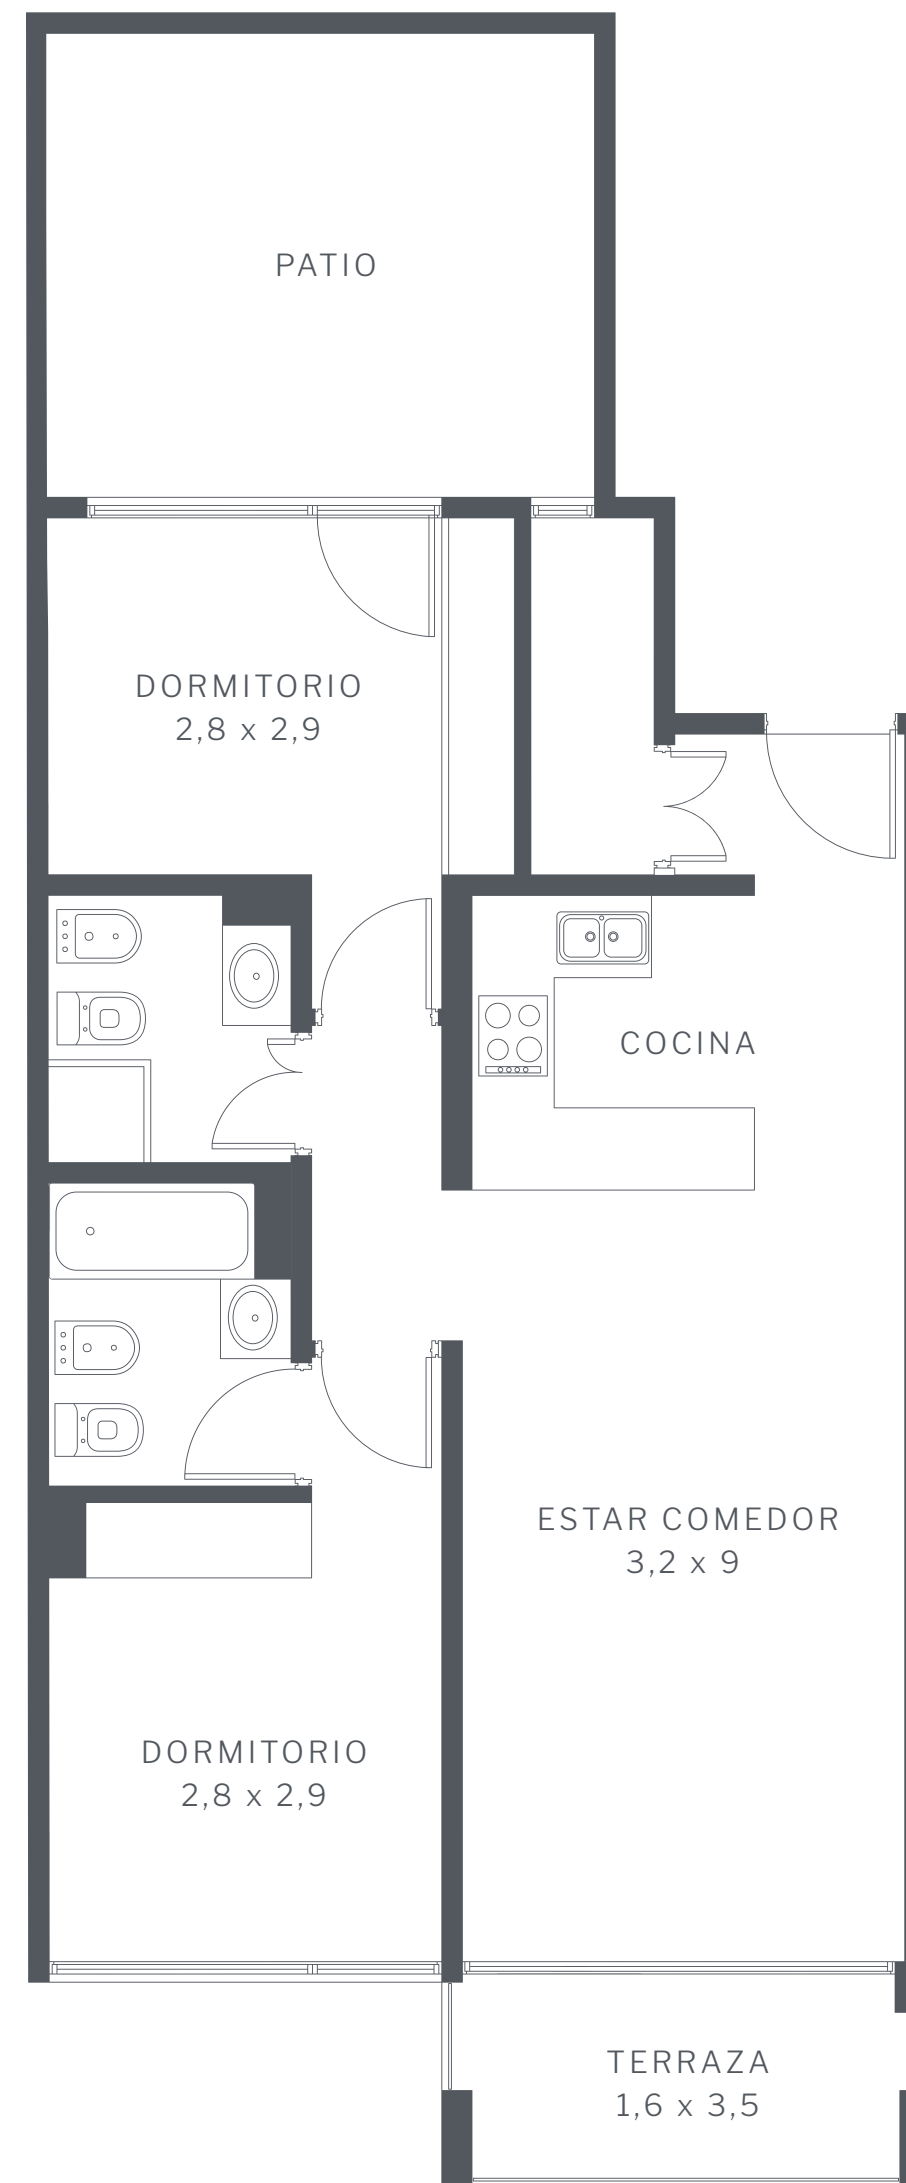 PATIO
DORMITORIO
2,8 x 2,9
COCINA
ESTAR COMEDOR
3,2 x 9
DORMITORIO
2,8 x 2,9
TERRAZA
1,6 x 3,5